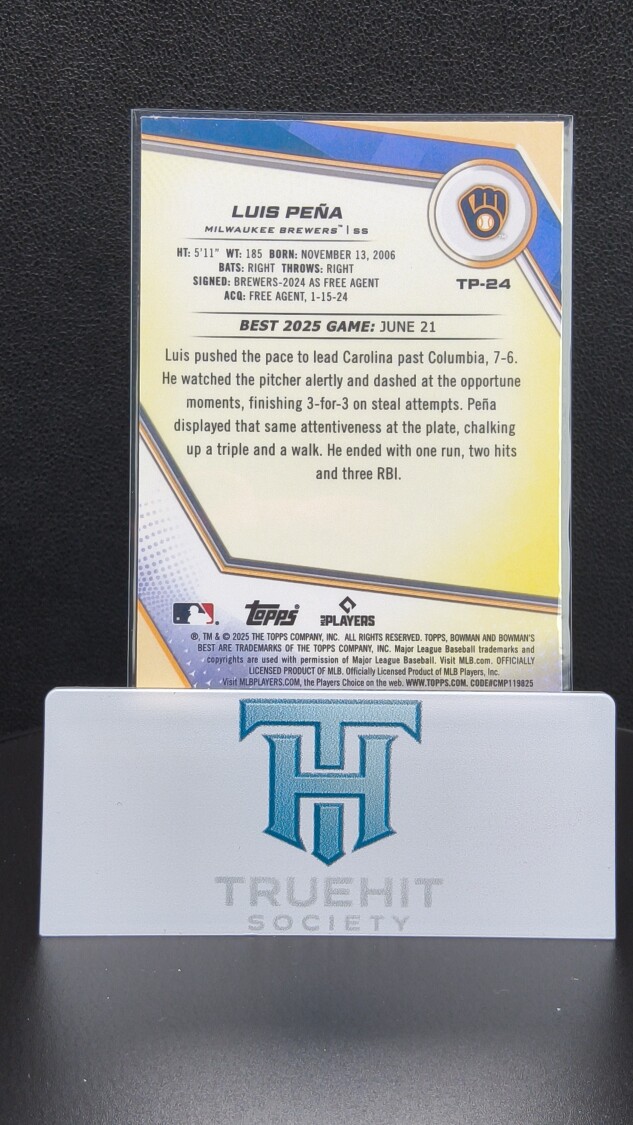 LUIS PEÑA
MILWAUKEE BREWERS™ | SS
HT: 5'11" WT: 185 BORN: NOVEMBER 13, 2006
BATS: RIGHT THROWS: RIGHT
SIGNED: BREWERS-2024 AS FREE AGENT
ACQ: FREE AGENT, 1-15-24
TP-24
BEST 2025 GAME: JUNE 21
Luis pushed the pace to lead Carolina past Columbia, 7-6.
He watched the pitcher alertly and dashed at the opportune
moments, finishing 3-for-3 on steal attempts. Peña
displayed that same attentiveness at the plate, chalking
up a triple and a walk. He ended with one run, two hits
and three RBI.
Topps
MLB PLAYERS
®, TM & © 2025 THE TOPPS COMPANY, INC. ALL RIGHTS RESERVED. TOPPS, BOWMAN AND BOWMAN'S
BEST ARE TRADEMARKS OF THE TOPPS COMPANY, INC. Major League Baseball trademarks and
copyrights are used with permission of Major League Baseball. Visit MLB.com. OFFICIALLY
LICENSED PRODUCT OF MLB. Officially Licensed Product of MLB Players, Inc.
Visit MLBPLAYERS.COM, the Players Choice on the web. WWW.TOPPS.COM. CODE#CMP119825
TH
TRUEHIT
SOCIETY